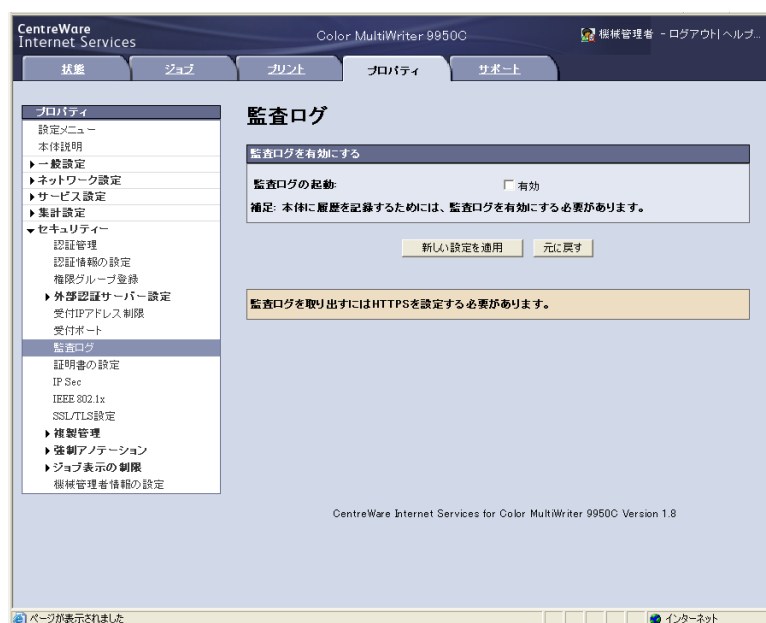 CentreWare
Internet Services
Color MultiWriter 9950C
機械管理者 - ログアウト| ヘルプ...
状態
ジョブ
プリント
プロパティ
サポート
プロパティ
設定メニュー
本体説明
一般設定
ネットワーク設定
サービス設定
集計設定
セキュリティー
認証管理
認証情報の設定
権限グループ登録
外部認証サーバー設定
受付IPアドレス制限
受付ポート
監査ログ
証明書の設定
IP Sec
IEEE 802.1x
SSL/TLS設定
複製管理
強制アノテーション
ジョブ表示の制限
機械管理者情報の設定
監査ログ
監査ログを有効にする
監査ログの起動:
有効
補足: 本体に履歴を記録するためには、監査ログを有効にする必要があります。
新しい設定を適用
元に戻す
監査ログを取り出すにはHTTPSを設定する必要があります。
CentreWare Internet Services for Color MultiWriter 9950C Version 1.8
ページが表示されました
インターネット